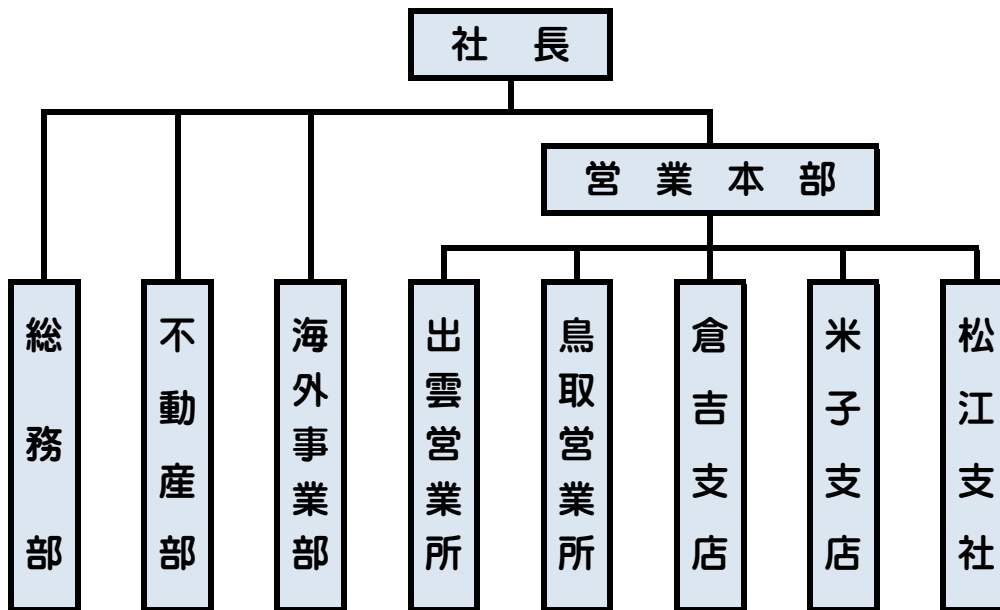 社長
営業本部
総務部
不動産部
海外事業部
出雲営業所
鳥取営業所
倉吉支店
米子支店
松江支社